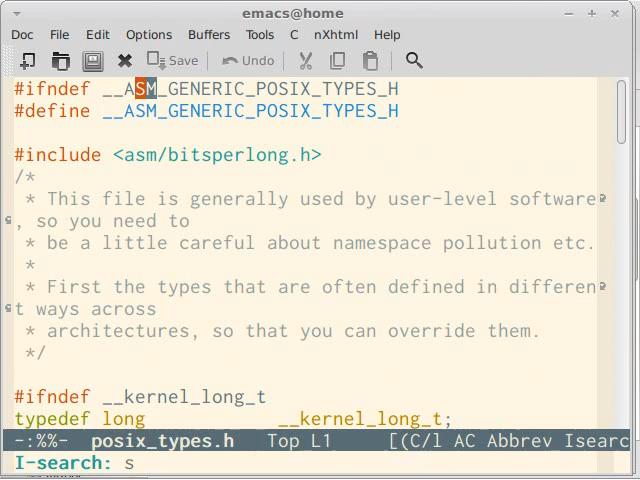 emacs@home
Doc File Edit Options Buffers Tools C nXhtml Help
Save Undo
#ifndef __ASM_GENERIC_POSIX_TYPES_H
#define __ASM_GENERIC_POSIX_TYPES_H
#include <asm/bitsperlong.h>
/*
 * This file is generally used by user-level software
, so you need to
 * be a little careful about namespace pollution etc.
 *
 * First the types that are often defined in differen
t ways across
 * architectures, so that you can override them.
 */
#ifndef __kernel_long_t
typedef long __kernel_long_t;
-:%%- posix_types.h Top L1 [(C/l AC Abbrev Isearc
I-search: s